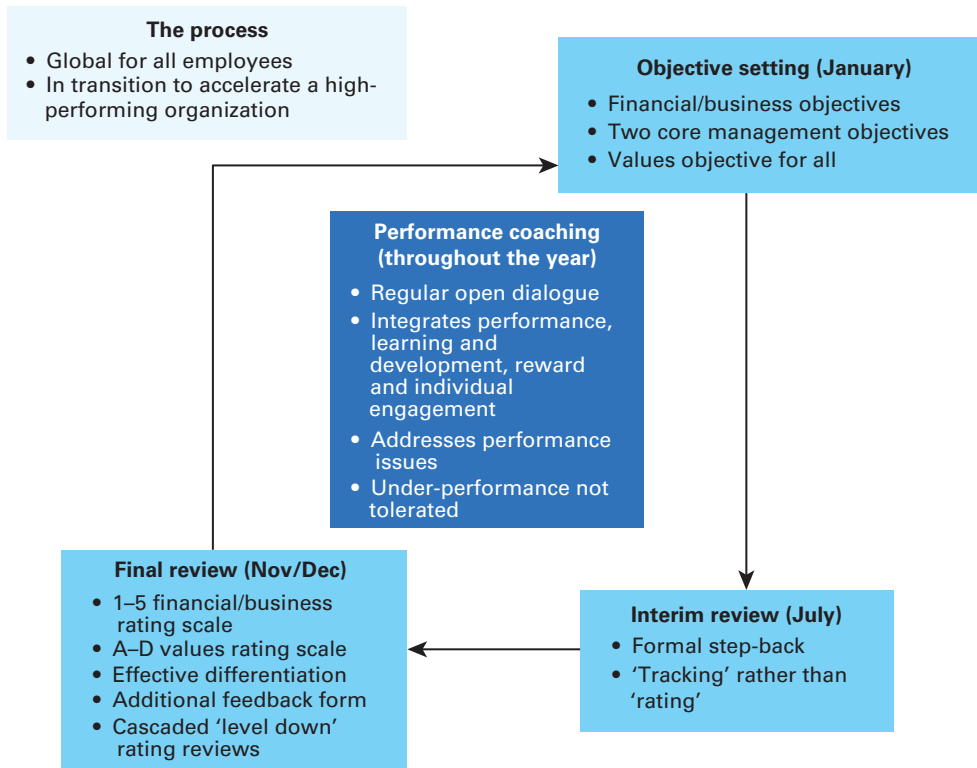 The process
• Global for all employees
• In transition to accelerate a high-
performing organization
Objective setting (January)
• Financial/business objectives
• Two core management objectives
• Values objective for all
Performance coaching
(throughout the year)
• Regular open dialogue
• Integrates performance,
learning and
development, reward
and individual
engagement
• Addresses performance
issues
• Under-performance not
tolerated
Final review (Nov/Dec)
• 1–5 financial/business
rating scale
• A–D values rating scale
• Effective differentiation
• Additional feedback form
• Cascaded ‘level down’
rating reviews
Interim review (July)
• Formal step-back
• ‘Tracking’ rather than
‘rating’